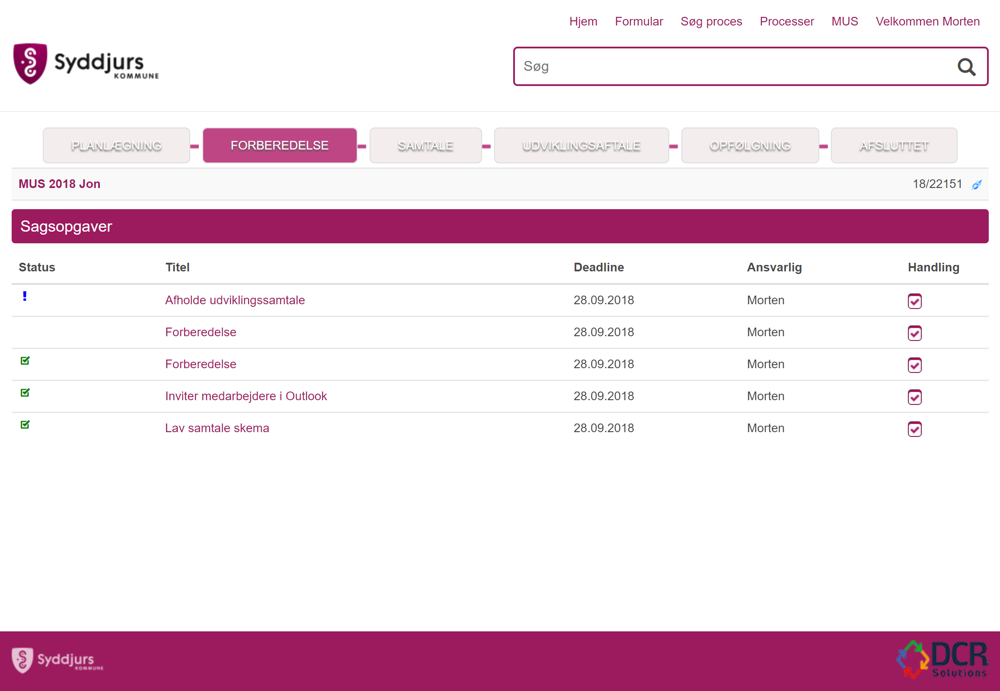 Hjem Formular Søg proces Processer MUS Velkommen Morten
Syddjurs
KOMMUNE
Søg
PLANLÆGNING FORBEREDELSE SAMTALE UDVIKLINGSAFTALE OPFØLGNING AFSLUTTET
MUS 2018 Jon 18/22151
Sagsopgaver
Status Titel Deadline Ansvarlig Handling
! Afholde udviklingssamtale 28.09.2018 Morten
Forberedelse 28.09.2018 Morten
Forberedelse 28.09.2018 Morten
Inviter medarbejdere i Outlook 28.09.2018 Morten
Lav samtale skema 28.09.2018 Morten
Syddjurs
KOMMUNE
DCR
Solutions